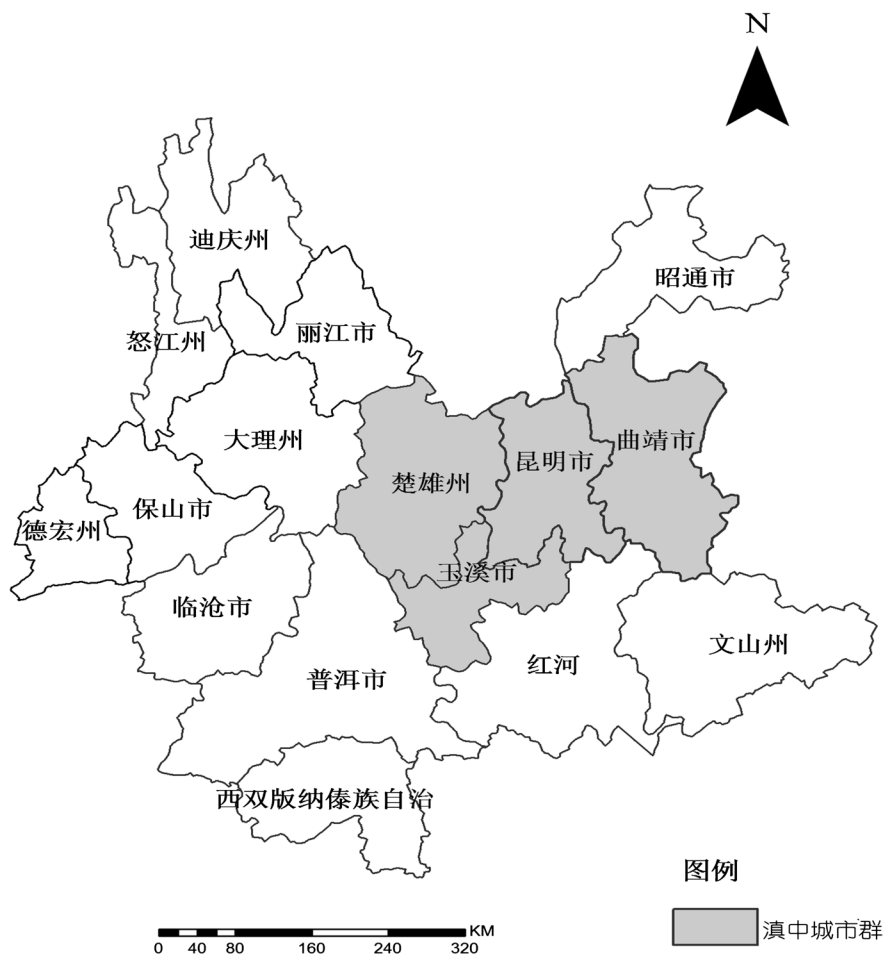 N
迪庆州
昭通市
怒江州
丽江市
大理州
曲靖市
昆明市
楚雄州
保山市
德宏州
玉溪市
临沧市
文山州
红河
普洱市
西双版纳傣族自治
图例
滇中城市群
KM
0 40 80 160 240 320